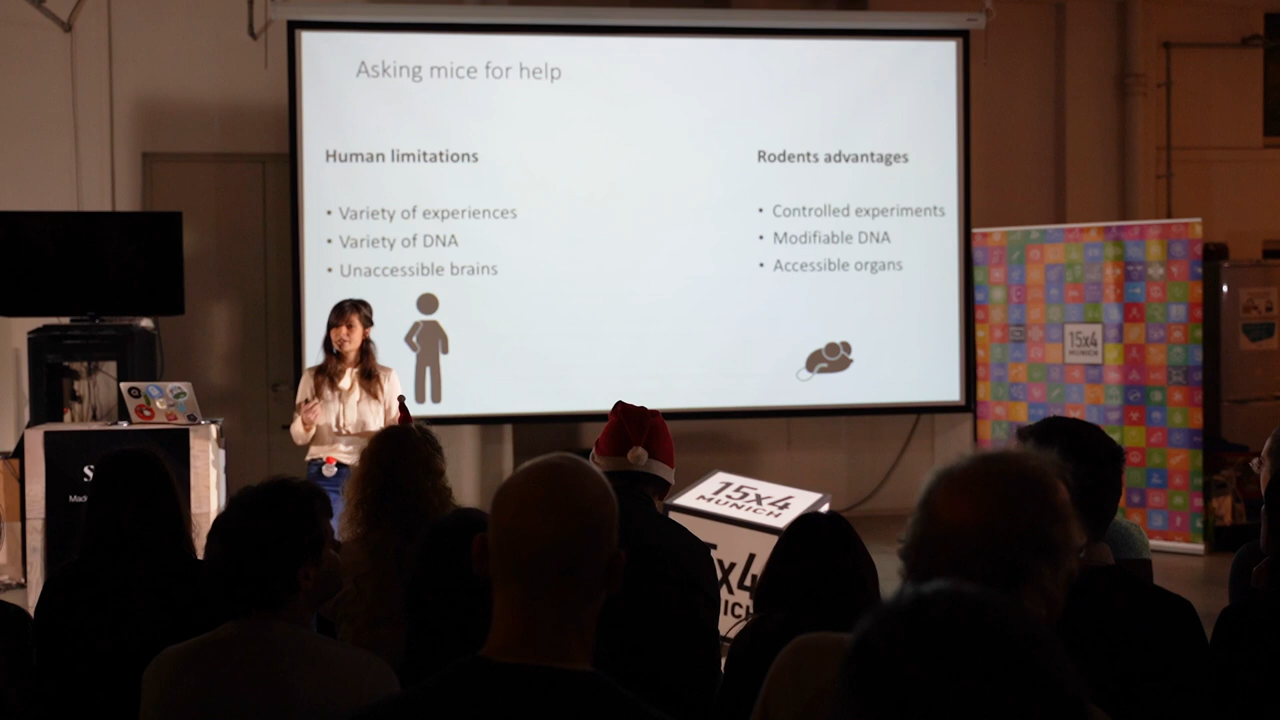 Asking mice for help
Human limitations
• Variety of experiences
• Variety of DNA
• Unaccessible brains
Rodents advantages
• Controlled experiments
• Modifiable DNA
• Accessible organs
15x4
MUNICH
15x4
MUNICH